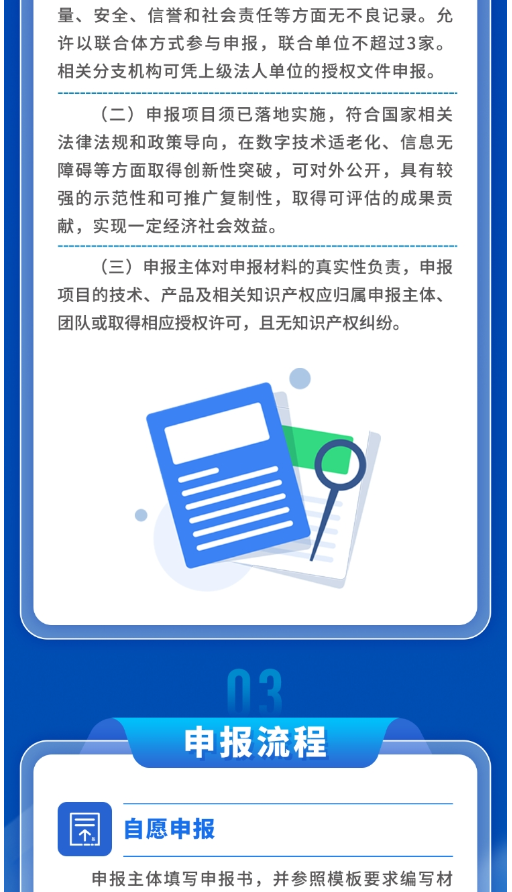 量、安全、信誉和社会责任等方面无不良记录。允
许以联合体方式参与申报，联合单位不超过3家。
相关分支机构可凭上级法人单位的授权文件申报。
（二）申报项目须已落地实施，符合国家相关
法律法规和政策导向，在数字技术适老化、信息无
障碍等方面取得创新性突破，可对外公开，具有较
强的示范性和可推广复制性，取得可评估的成果贡
献，实现一定经济社会效益。
（三）申报主体对申报材料的真实性负责，申报
项目的技术、产品及相关知识产权应归属申报主体、
团队或取得相应授权许可，且无知识产权纠纷。
03
申报流程
自愿申报
申报主体填写申报书，并参照模板要求编写材